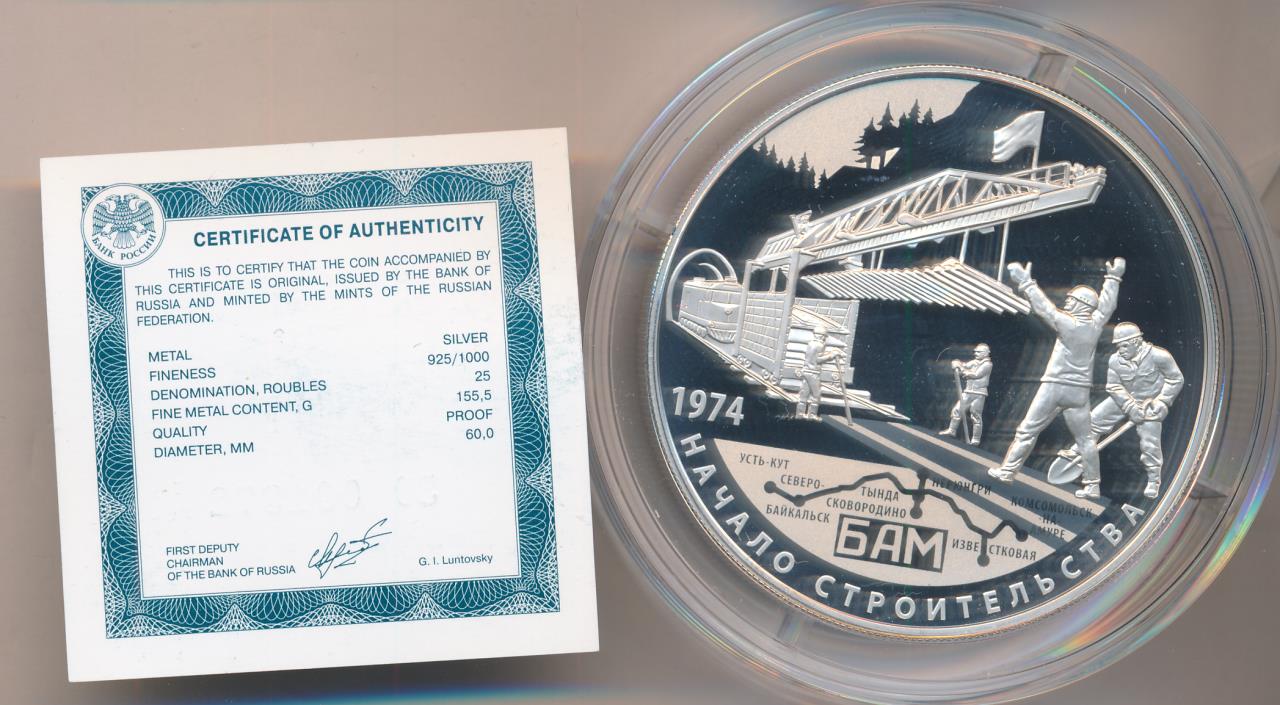 БАНК РОССИИ
CERTIFICATE OF AUTHENTICITY
THIS IS TO CERTIFY THAT THE COIN ACCOMPANIED BY
THIS CERTIFICATE IS ORIGINAL, ISSUED BY THE BANK OF
RUSSIA AND MINTED BY THE MINTS OF THE RUSSIAN
FEDERATION.
METAL SILVER
FINENESS 925/1000
DENOMINATION, ROUBLES 25
FINE METAL CONTENT, G 155,5
QUALITY PROOF
DIAMETER, MM 60,0
FIRST DEPUTY
CHAIRMAN
OF THE BANK OF RUSSIA G. I. Luntovsky
1974
УСТЬ-КУТ
СЕВЕРО-
БАЙКАЛЬСК
ТЫНДА
СКОВОРОДИНО
НЕРЮНГРИ
КОМСОМОЛЬСК-
НА-
АМУРЕ
ИЗВЕСТКОВАЯ
БАМ
НАЧАЛО СТРОИТЕЛЬСТВА